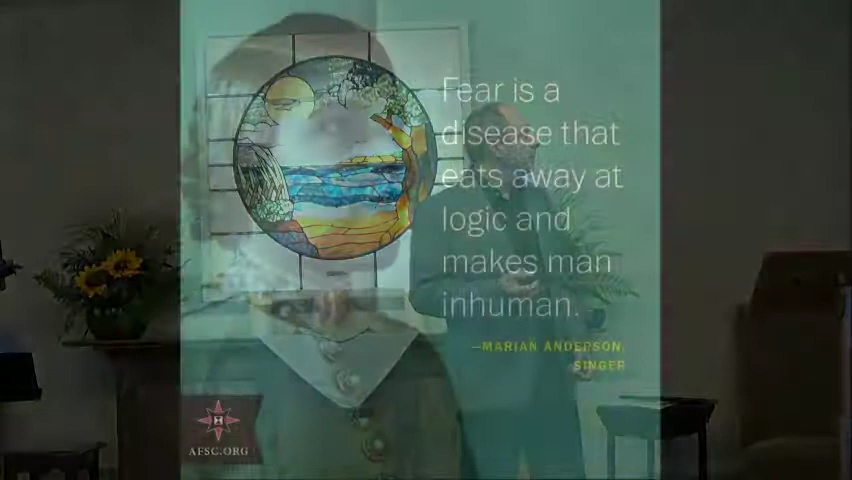 Fear is a
disease that
eats away at
logic and
makes man
inhuman.
—MARIAN ANDERSON,
SINGER
AFSC.ORG